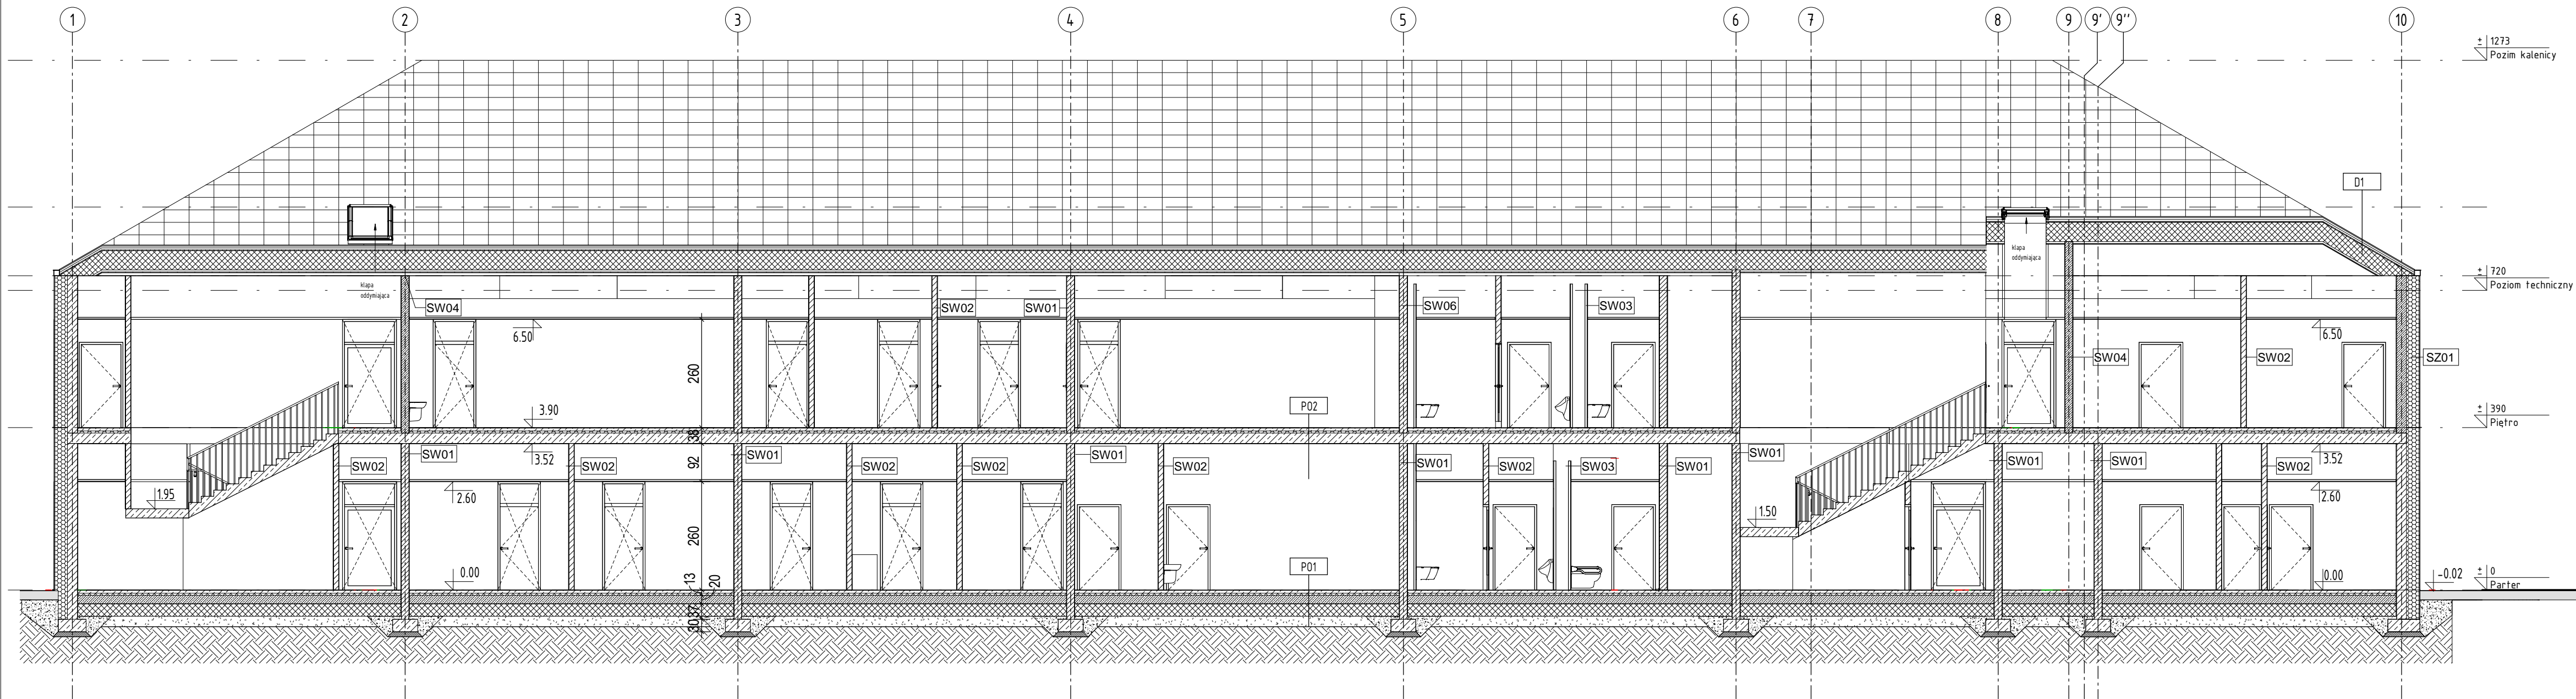 1 2 3 4 5 6 7 8 9 9' 9'' 10
± 1273
Pozim kalenicy
D1
klapa
oddymiająca
klapa
oddymiająca
± 720
Poziom techniczny
SW04 SW02 SW01 SW06 SW03
6.50 6.50
SW04 SW02 SZ01
260
3.90 P02
± 390
Piętro
38
SW01 3.52 SW01 SW01 SW01 SW01 SW01 SW01 3.52
92
SW02 SW02 SW02 SW02 SW02 SW02 SW03 SW01 SW02
1.95 2.60 2.60
1.50
260
P01
0.00 13 20 0.00 -0.02
± 0
Parter
37
30